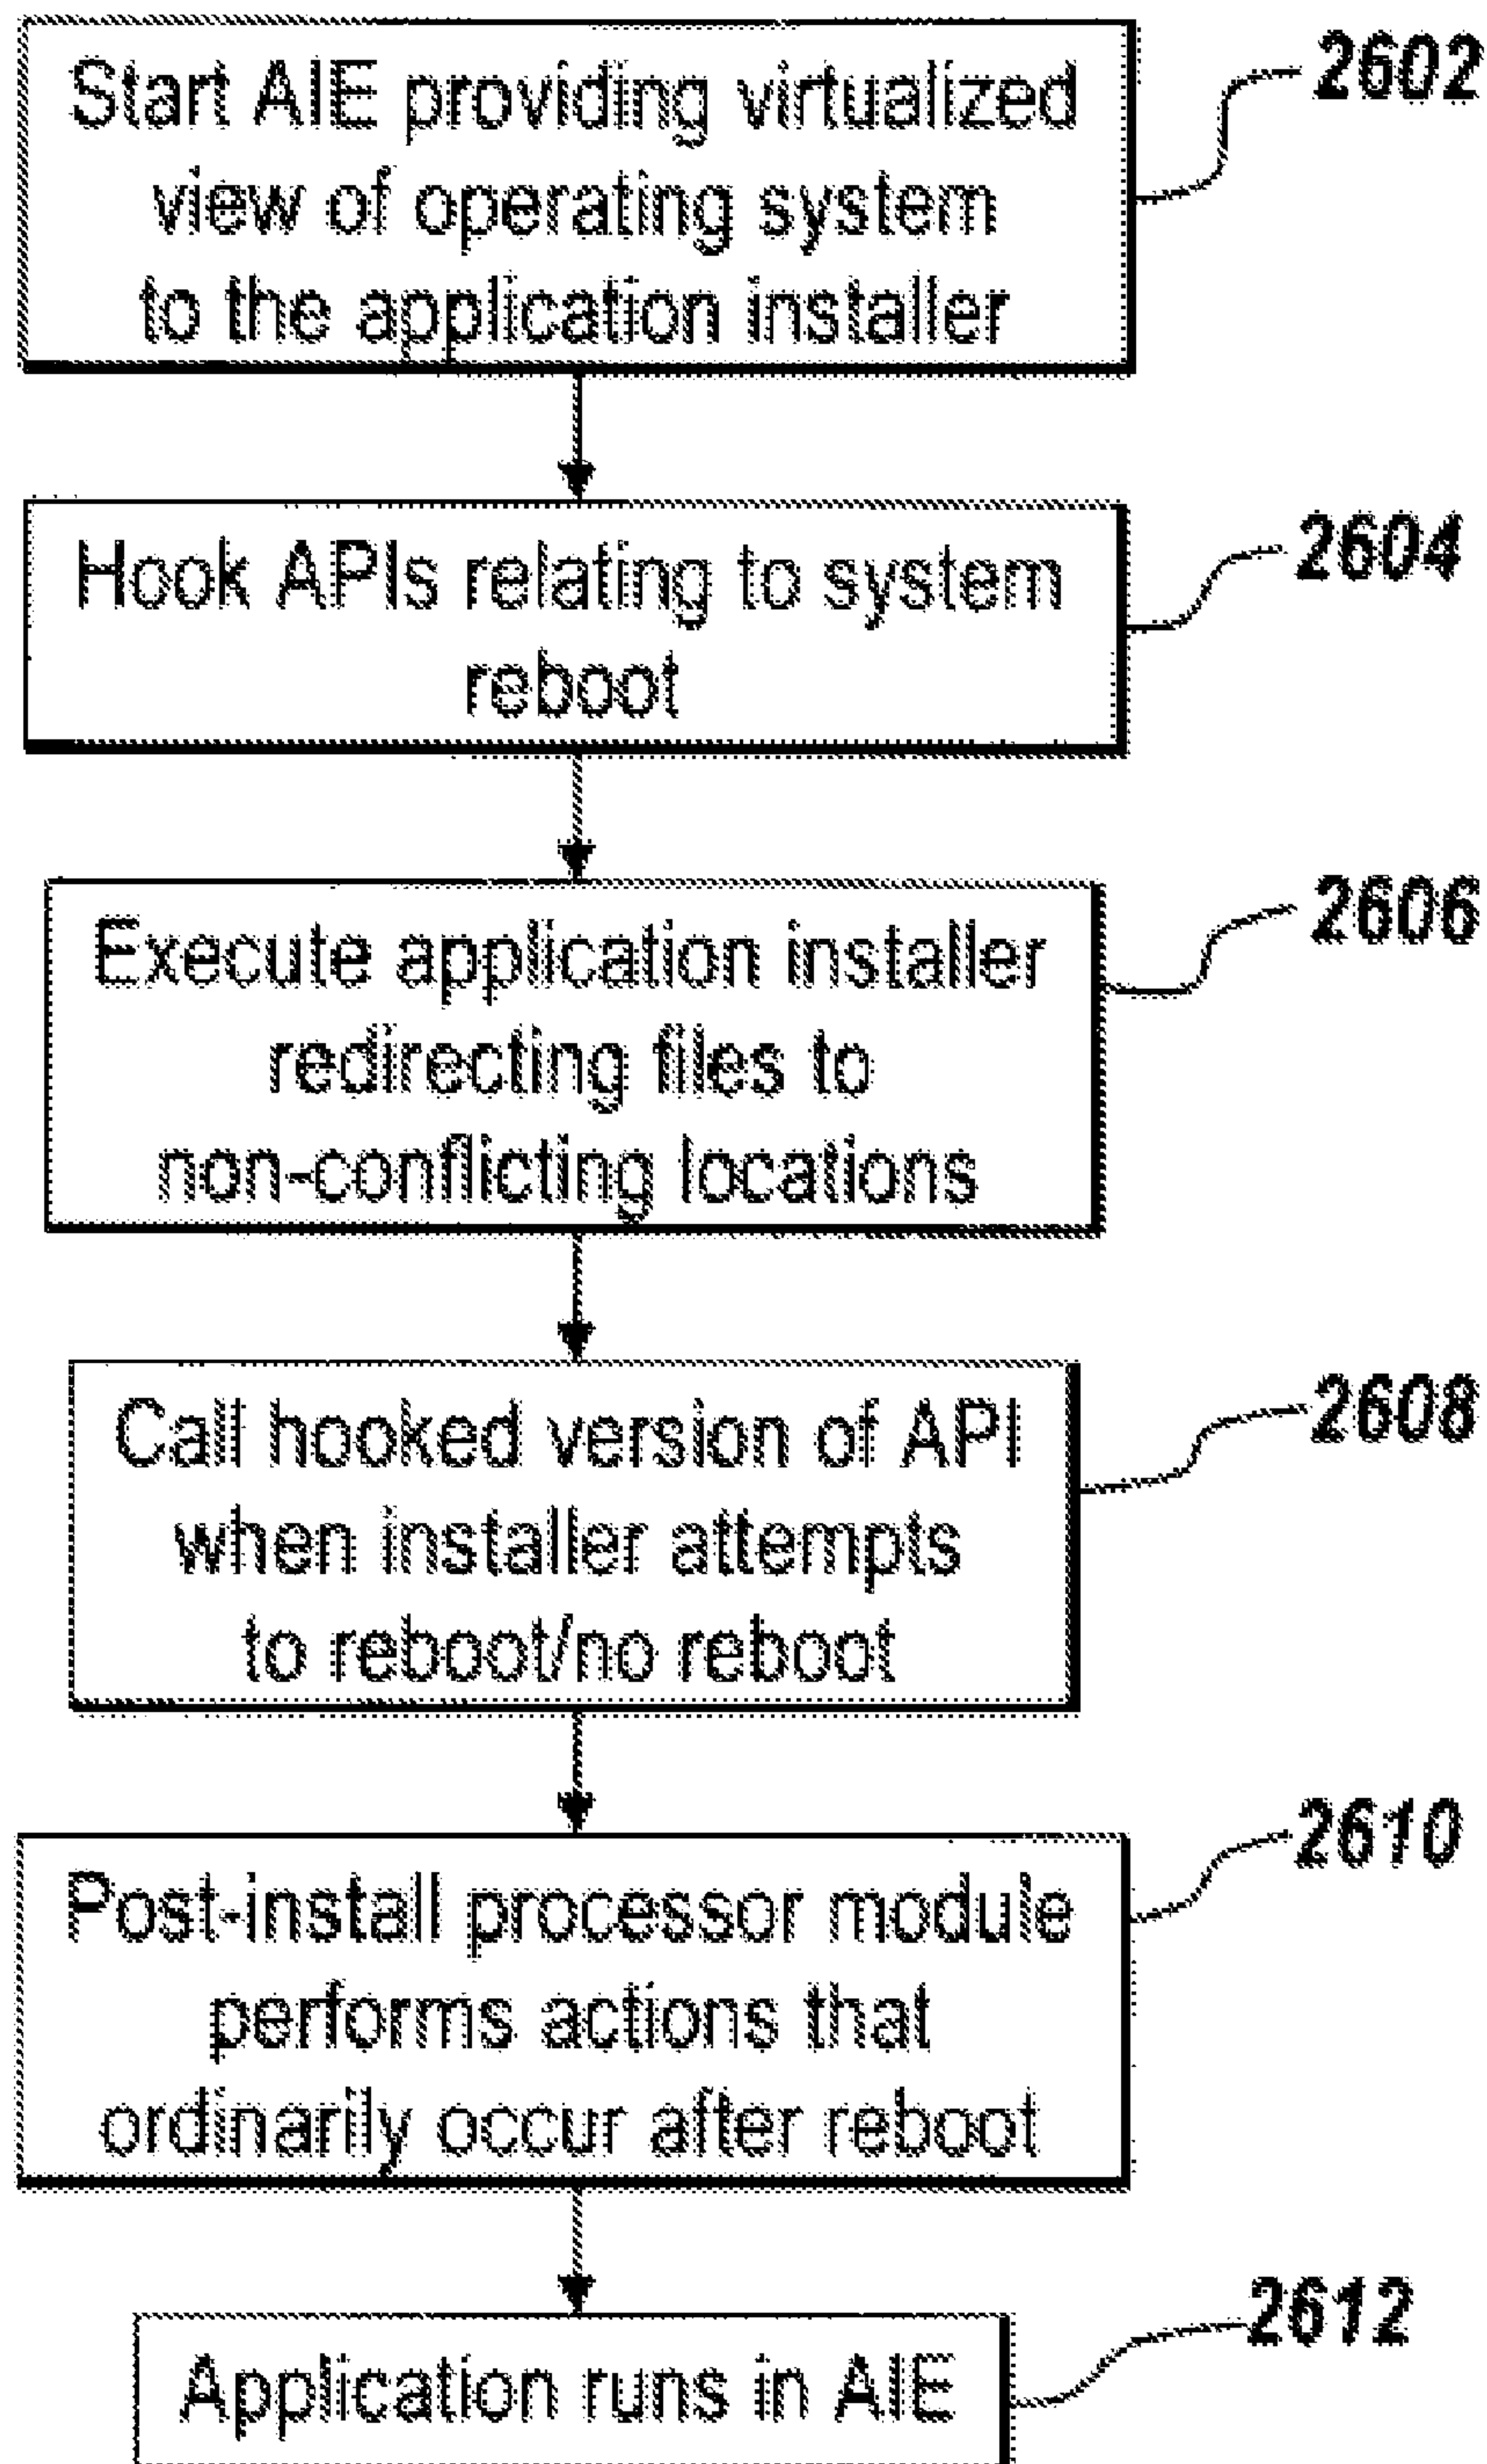 Start AIE providing virtualized
view of operating system
to the application installer
2602
Hook APIs relating to system
reboot
2604
Execute application installer
redirecting files to
non-conflicting locations
2606
Call hooked version of API
when installer attempts
to reboot/no reboot
2608
Post-install processor module
performs actions that
ordinarily occur after reboot
2610
Application runs in AIE
2612